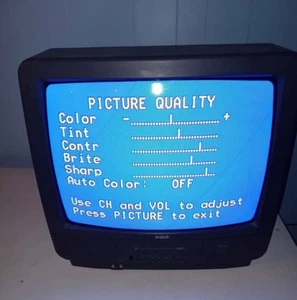 PICTURE QUALITY
Color - +
Tint
Contr
Brite
Sharp
Auto Color: OFF
Use CH and VOL to adjust
Press PICTURE to exit